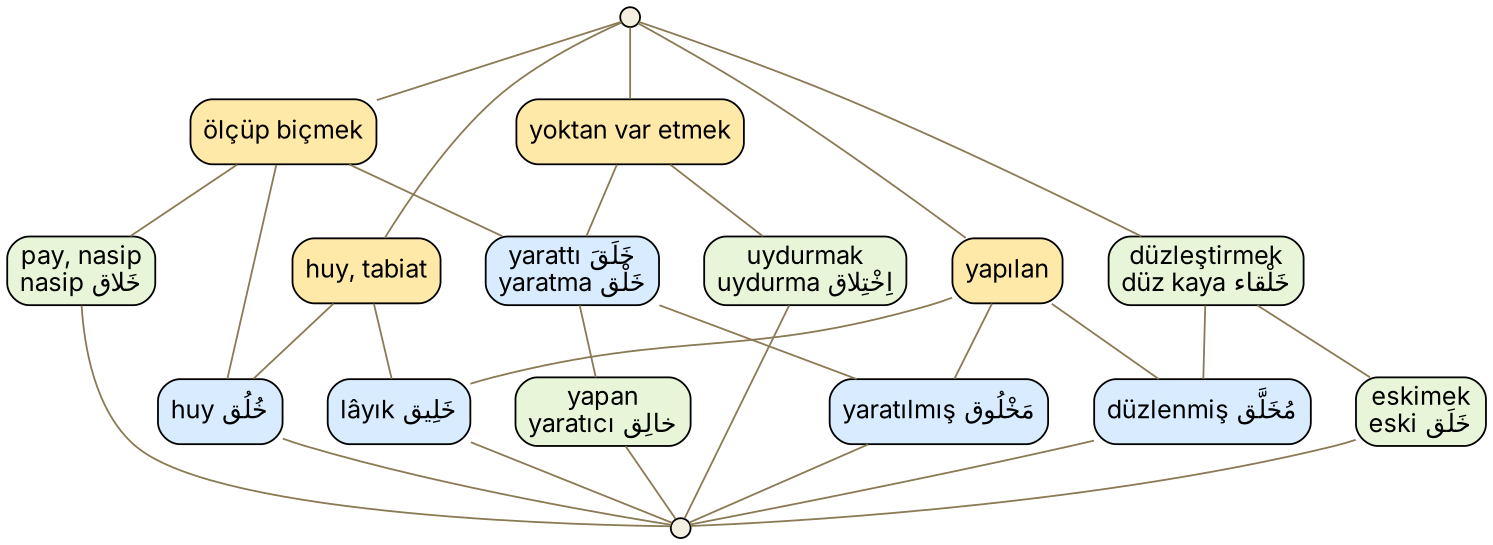 ölçüp biçmek
yoktan var etmek
pay, nasip
nasip خَلاق
huy, tabiat
yarattı خَلَقَ
yaratma خَلْق
uydurmak
uydurma اِخْتِلاق
yapılan
düzleştirmek
düz kaya خَلْقاء
huy خُلُق
lâyık خَلِيق
yapan
yaratıcı خالِق
yaratılmış مَخْلُوق
düzlenmiş مُخَلَّق
eskimek
eski خَلَق